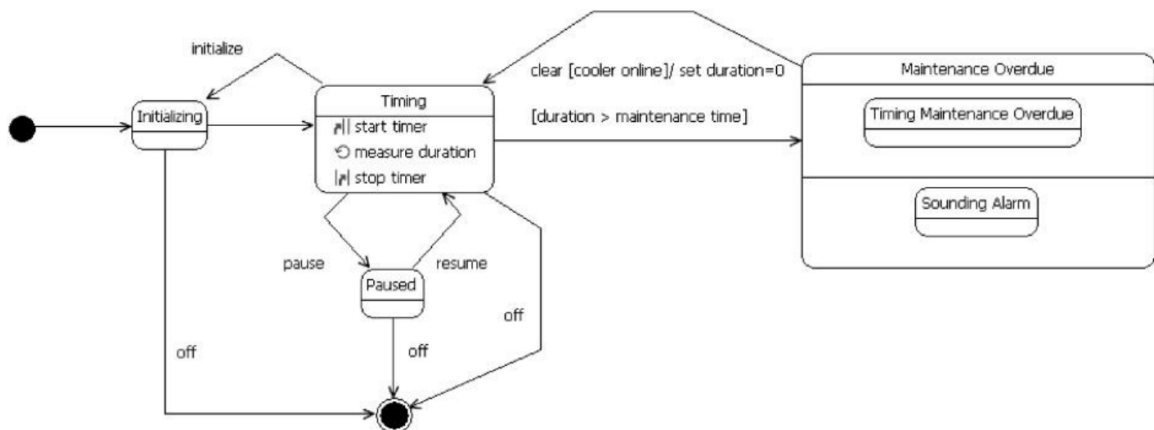 initialize
clear [cooler online]/ set duration=0
Maintenance Overdue
Initializing
Timing
[duration > maintenance time]
Timing Maintenance Overdue
start timer
measure duration
stop timer
Sounding Alarm
pause
resume
Paused
off
off
off